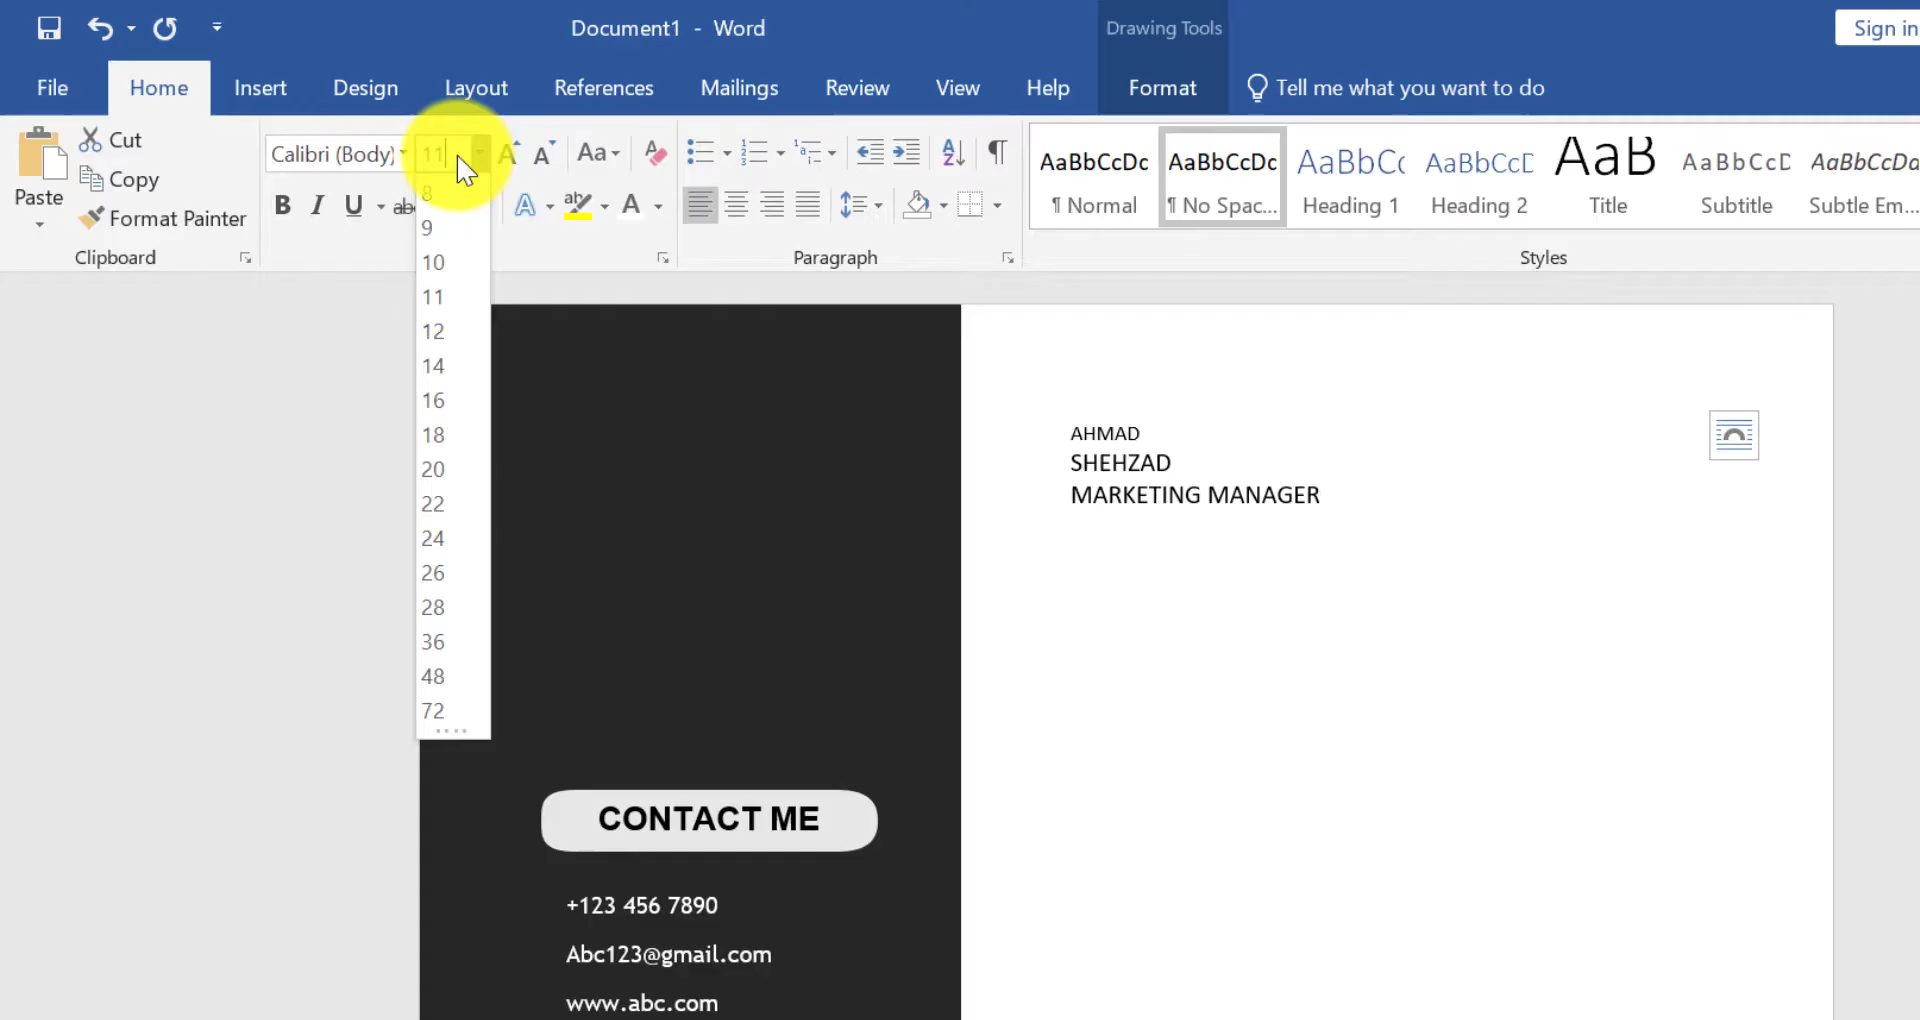 Document1 - Word
Drawing Tools
Sign in
File
Home
Insert
Design
Layout
References
Mailings
Review
View
Help
Format
Tell me what you want to do
Paste
Cut
Copy
Format Painter
Clipboard
Calibri (Body)
11
Aa
B I U abc
A
Paragraph
AaBbCcDc
¶ Normal
AaBbCcDc
¶ No Spac...
AaBbCc
Heading 1
AaBbCcD
Heading 2
AaB
Title
AaBbCcD
Subtitle
AaBbCcDa
Subtle Em...
Styles
8
9
10
11
12
14
16
18
20
22
24
26
28
36
48
72
AHMAD
SHEHZAD
MARKETING MANAGER
CONTACT ME
+123 456 7890
Abc123@gmail.com
www.abc.com